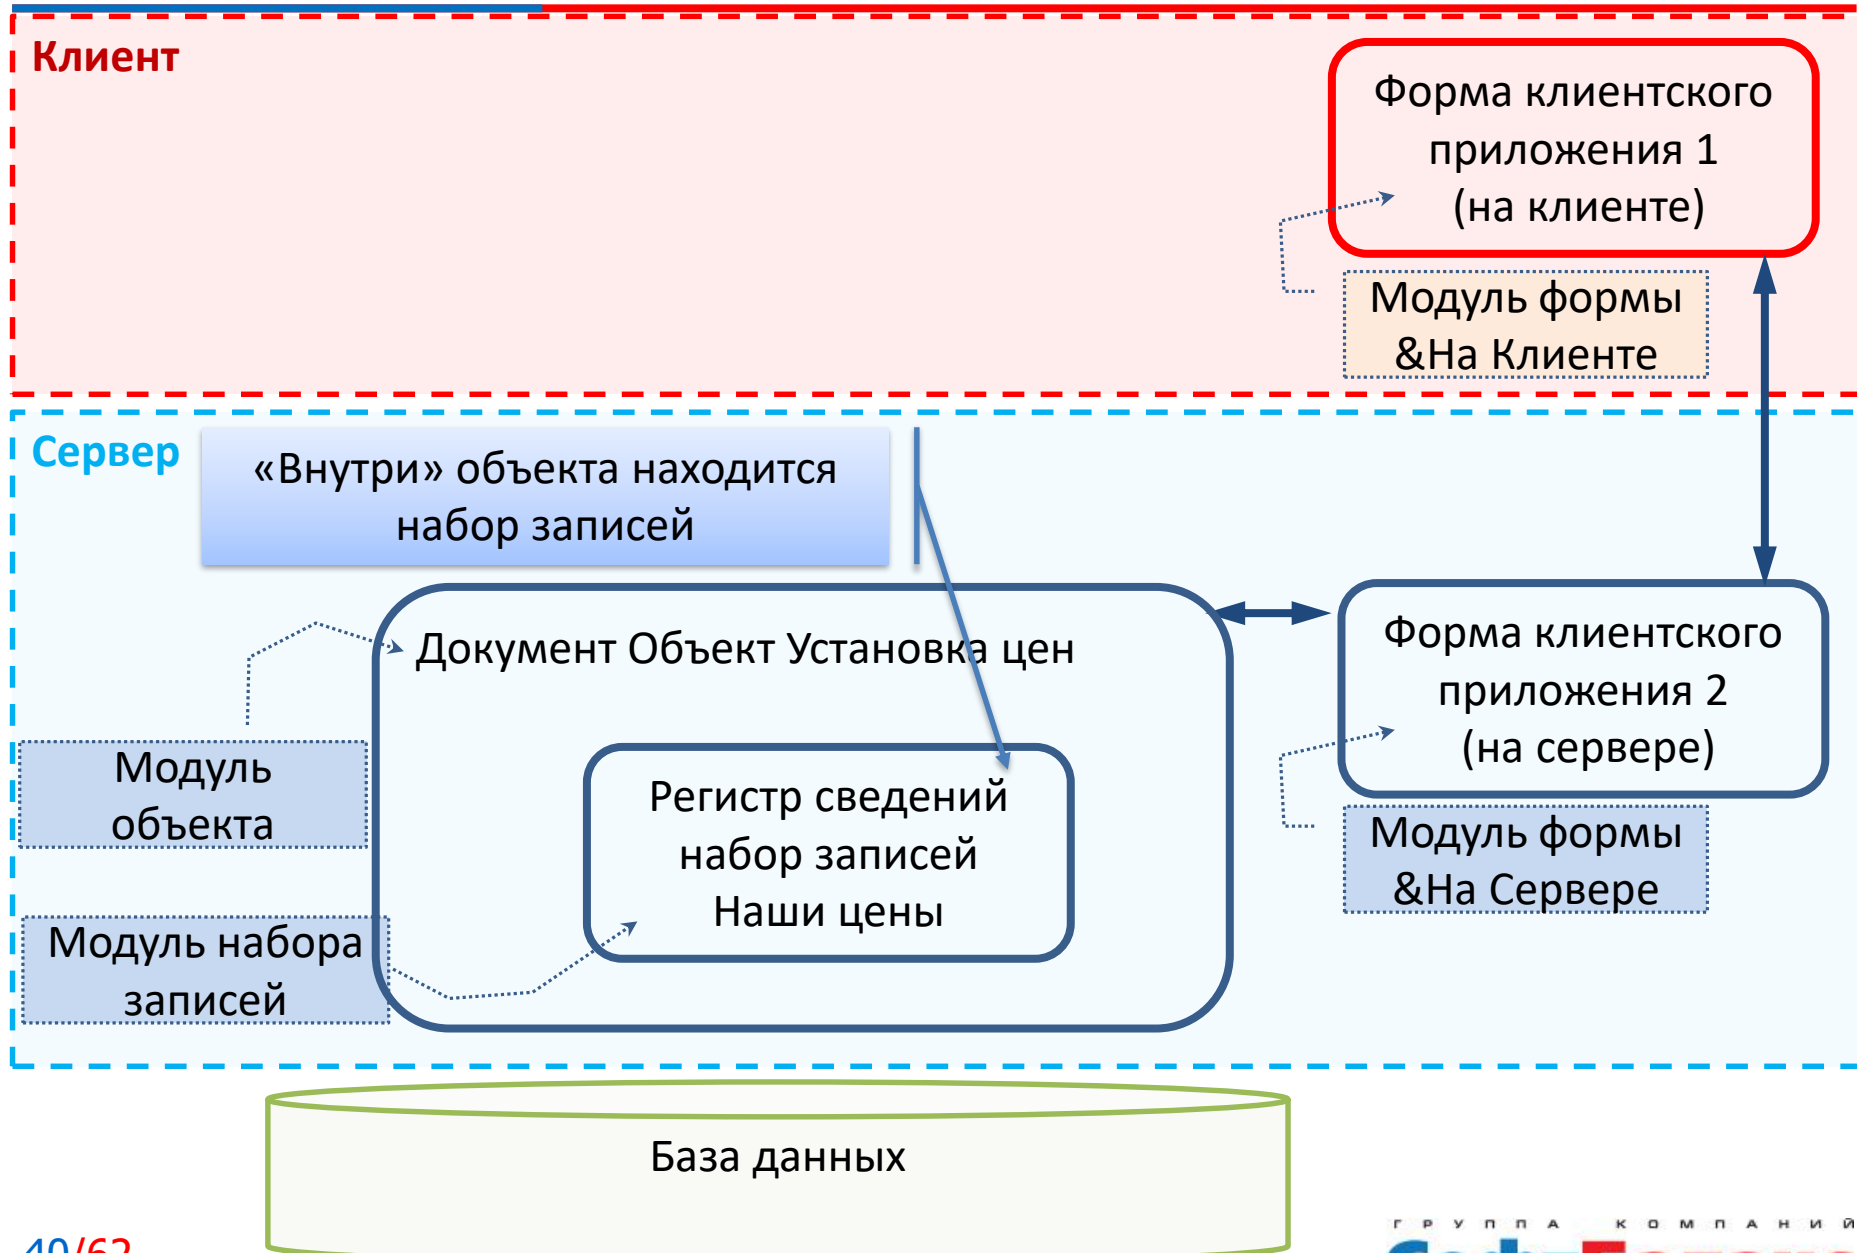 Клиент
Форма клиентского
приложения 1
(на клиенте)
Модуль формы
&На Клиенте
Сервер
«Внутри» объекта находится
набор записей
Документ Объект Установка цен
Форма клиентского
приложения 2
(на сервере)
Модуль
объекта
Регистр сведений
набор записей
Наши цены
Модуль формы
&На Сервере
Модуль набора
записей
База данных
40/62
ГРУППА КОМПАНИЙ